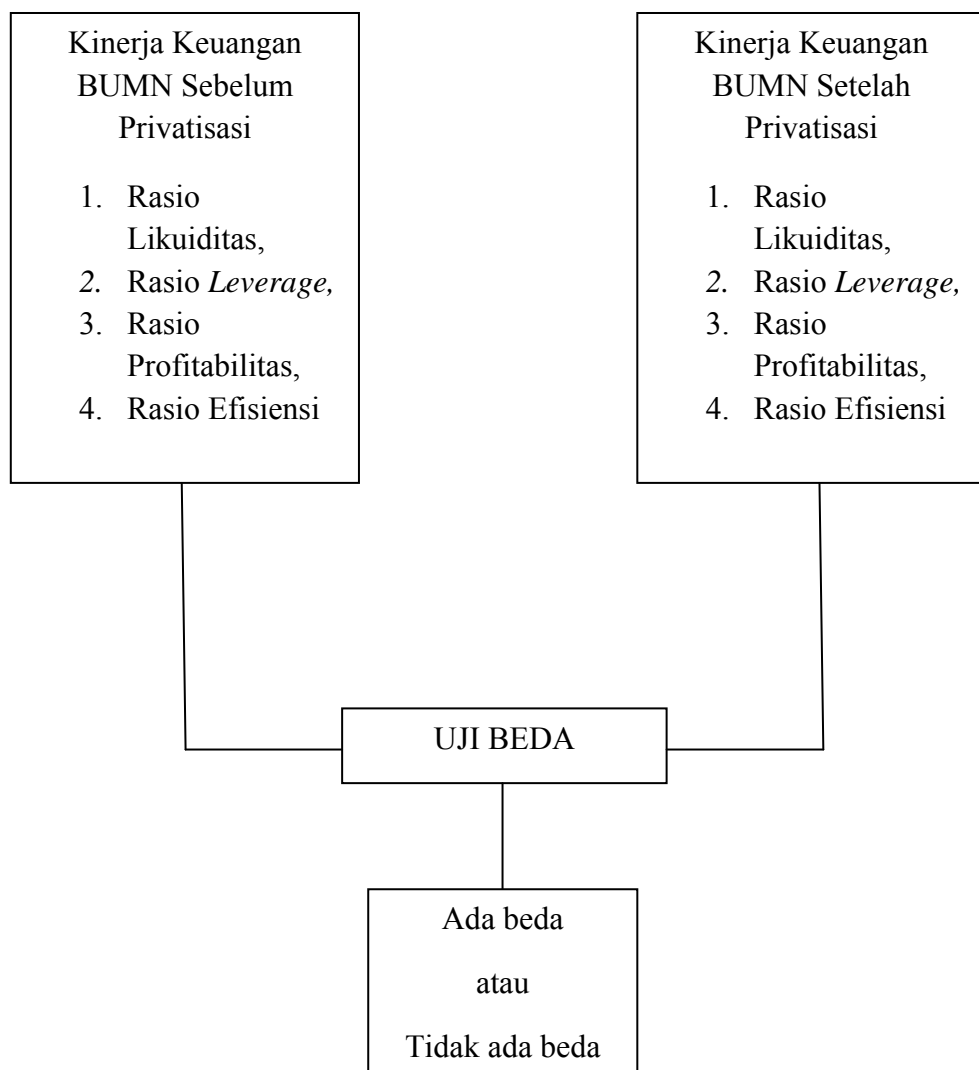 Kinerja Keuangan
BUMN Sebelum
Privatisasi
1. Rasio
Likuiditas,
2. Rasio Leverage,
3. Rasio
Profitabilitas,
4. Rasio Efisiensi
Kinerja Keuangan
BUMN Setelah
Privatisasi
1. Rasio
Likuiditas,
2. Rasio Leverage,
3. Rasio
Profitabilitas,
4. Rasio Efisiensi
UJI BEDA
Ada beda
atau
Tidak ada beda